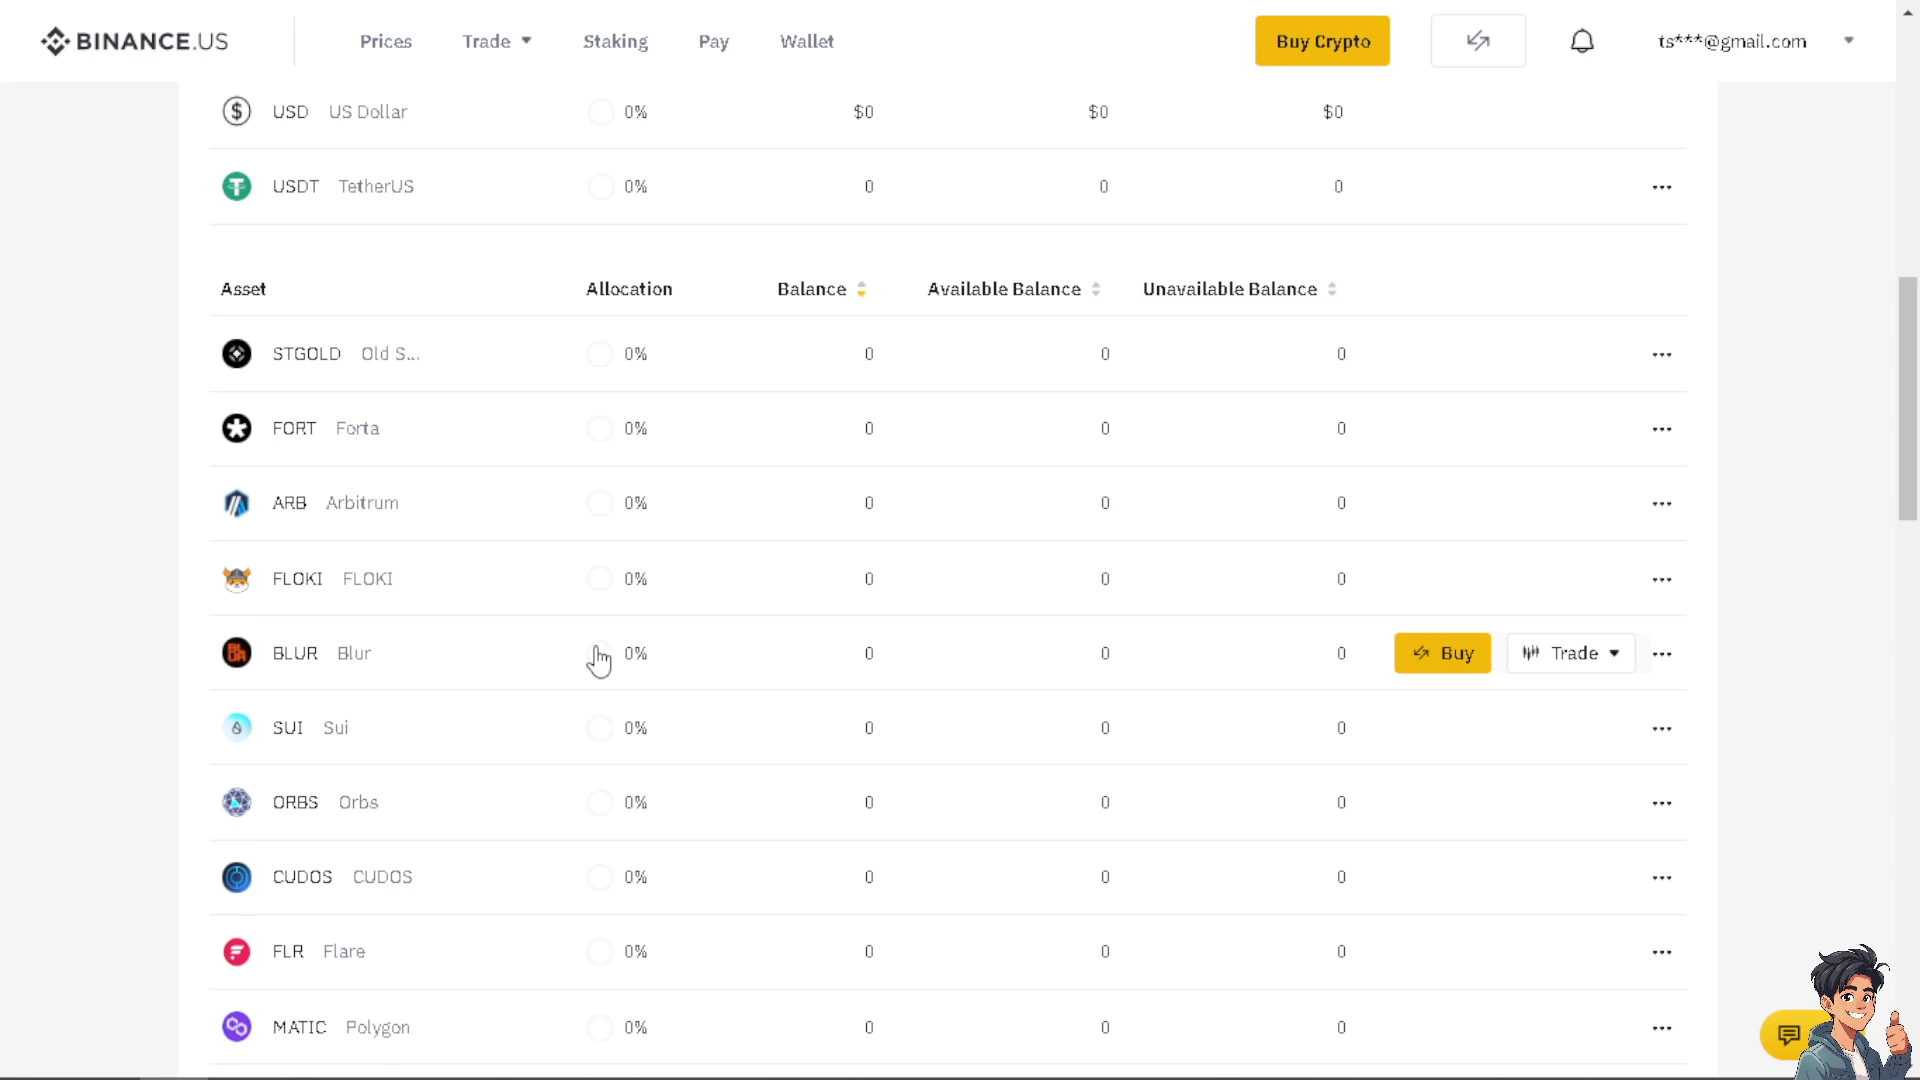 BINANCE.US Prices Trade Staking Pay Wallet Buy Crypto ts***@gmail.com
USD US Dollar 0% $0 $0 $0
USDT TetherUS 0% 0 0 0 ...
Asset Allocation Balance Available Balance Unavailable Balance
STGOLD Old S... 0% 0 0 0 ...
FORT Forta 0% 0 0 0 ...
ARB Arbitrum 0% 0 0 0 ...
FLOKI FLOKI 0% 0 0 0 ...
BLUR Blur 0% 0 0 0 Buy Trade ...
SUI Sui 0% 0 0 0 ...
ORBS Orbs 0% 0 0 0 ...
CUDOS CUDOS 0% 0 0 0 ...
FLR Flare 0% 0 0 0 ...
MATIC Polygon 0% 0 0 0 ...